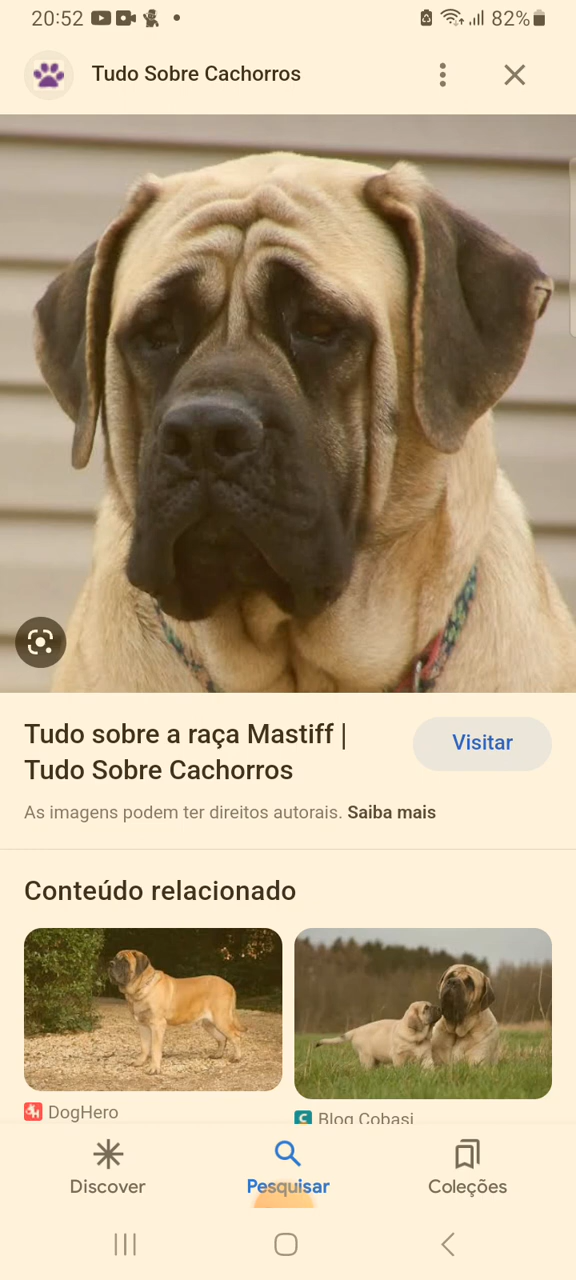 20:52
82%
Tudo Sobre Cachorros
Tudo sobre a raça Mastiff |
Tudo Sobre Cachorros
Visitar
As imagens podem ter direitos autorais. Saiba mais
Conteúdo relacionado
DogHero
Blog Cobasi
Discover
Pesquisar
Coleções